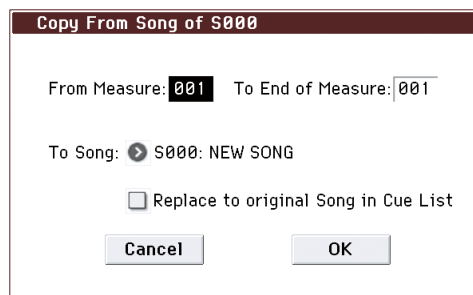 Copy From Song of S000
From Measure: 001 To End of Measure: 001
To Song: S000: NEW SONG
Replace to original Song in Cue List
Cancel OK